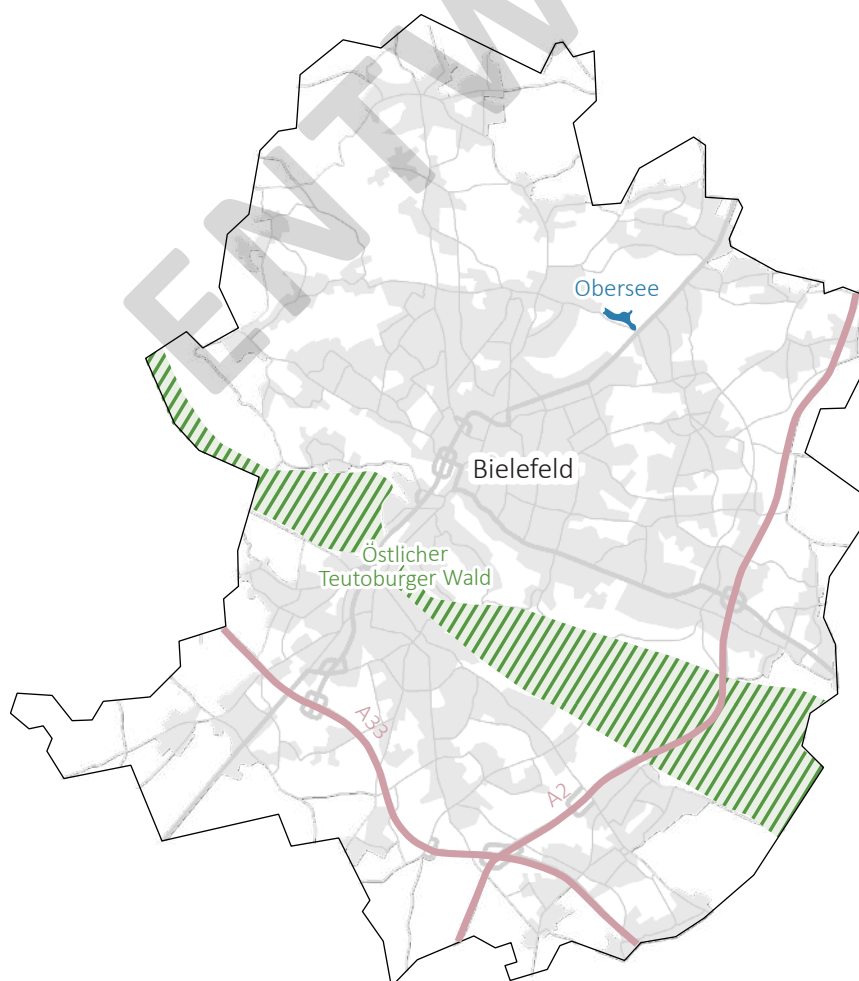 ENTW
Obersee
Bielefeld
Östlicher
Teutoburger Wald
A33
A2